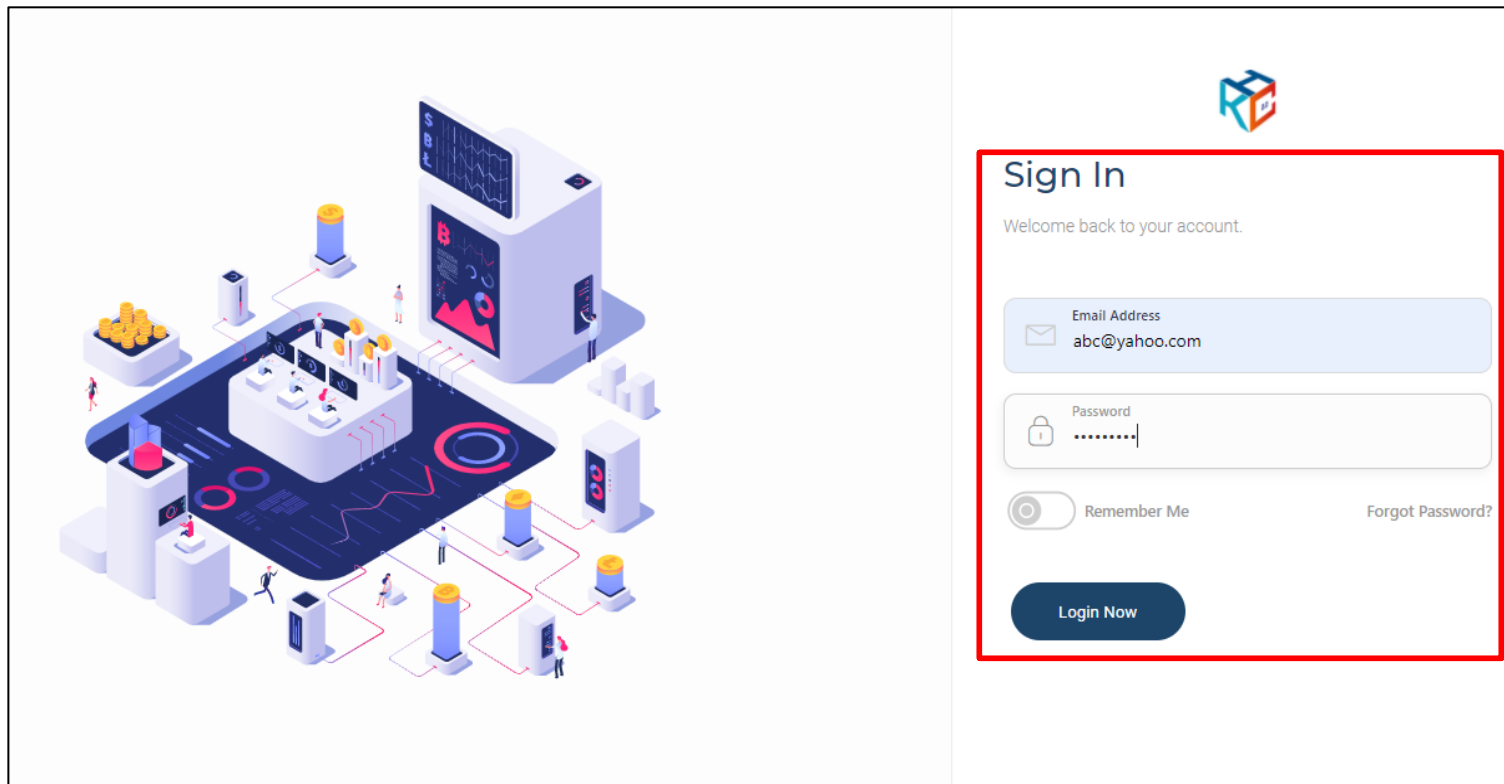 Sign In
Welcome back to your account.
Email Address
abc@yahoo.com
Password
•••••••••
Remember Me
Forgot Password?
Login Now